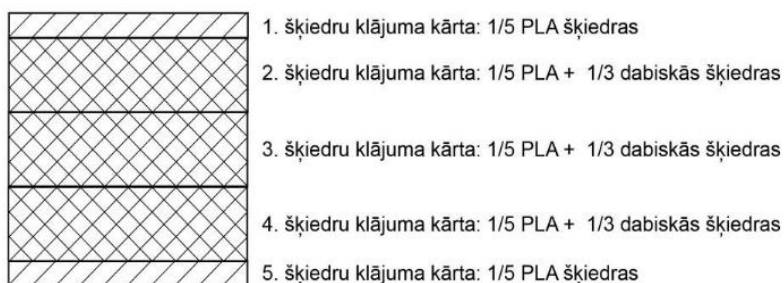 1. šķiedru klājuma kārta: 1/5 PLA šķiedras
2. šķiedru klājuma kārta: 1/5 PLA + 1/3 dabiskās šķiedras
3. šķiedru klājuma kārta: 1/5 PLA + 1/3 dabiskās šķiedras
4. šķiedru klājuma kārta: 1/5 PLA + 1/3 dabiskās šķiedras
5. šķiedru klājuma kārta: 1/5 PLA šķiedras